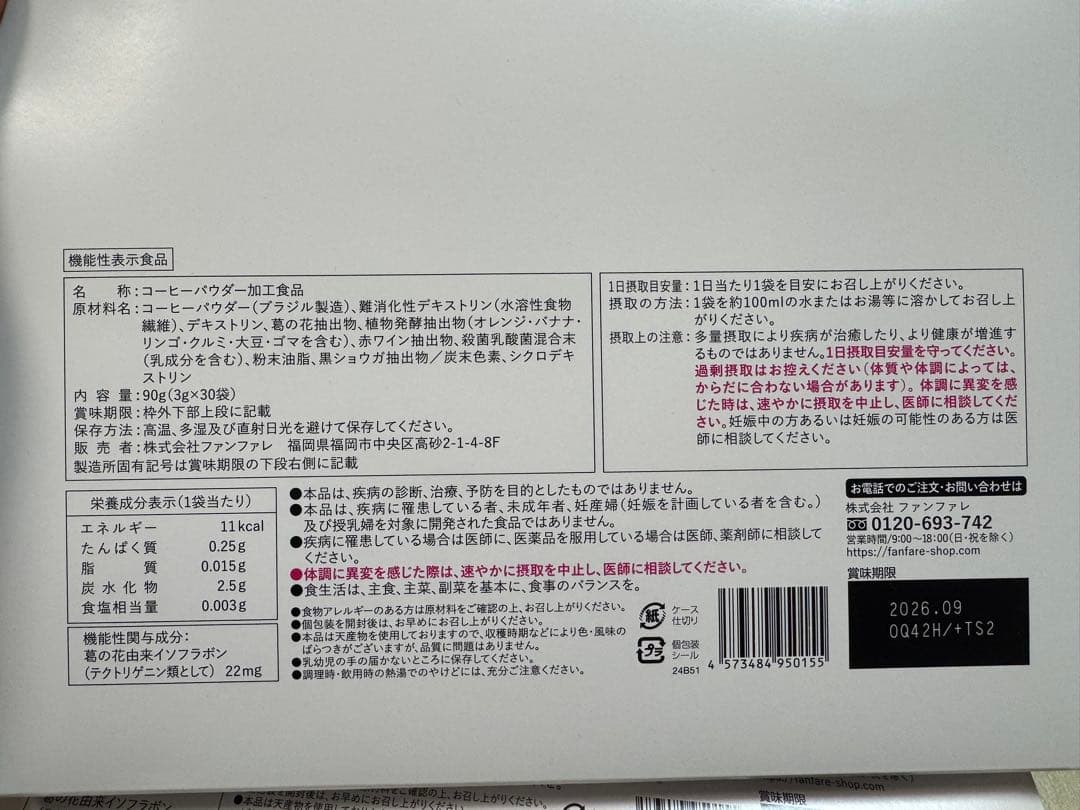 機能性表示食品
名　　称:コーヒーパウダー加工食品
原材料名:コーヒーパウダー(ブラジル製造)、難消化性デキストリン(水溶性食物
繊維)、デキストリン、葛の花抽出物、植物発酵抽出物(オレンジ・バナナ・
リンゴ・クルミ・大豆・ゴマを含む)、赤ワイン抽出物、殺菌乳酸菌混合末
(乳成分を含む)、粉末油脂、黒ショウガ抽出物/炭末色素、シクロデキ
ストリン
内 容 量:90g(3g×30袋)
賞味期限:枠外下部上段に記載
保存方法:高温、多湿及び直射日光を避けて保存してください。
販 売 者:株式会社ファンファレ　福岡県福岡市中央区高砂2-1-4-8F
製造所固有記号は賞味期限の下段右側に記載
1日摂取目安量:1日当たり1袋を目安にお召し上がりください。
摂取の方法:1袋を約100mlの水またはお湯等に溶かしてお召し上
がりください。
摂取上の注意:多量摂取により疾病が治癒したり、より健康が増進す
るものではありません。1日摂取目安量を守ってください。
過剰摂取はお控えください(体質や体調によっては、
からだに合わない場合があります)。体調に異変を感
じた時は、速やかに摂取を中止し、医師に相談してくだ
さい。妊娠中の方あるいは妊娠の可能性のある方は医
師に相談してください。
栄養成分表示(1袋当たり)
エネルギー 11kcal
たんぱく質 0.25g
脂　　質 0.015g
炭水化物 2.5g
食塩相当量 0.003g
機能性関与成分:
葛の花由来イソフラボン
(テクトリゲニン類として) 22mg
●本品は、疾病の診断、治療、予防を目的としたものではありません。
●本品は、疾病に罹患している者、未成年者、妊産婦(妊娠を計画している者を含む。)
及び授乳婦を対象に開発された食品ではありません。
●疾病に罹患している場合は医師に、医薬品を服用している場合は医師、薬剤師に相談して
ください。
●体調に異変を感じた際は、速やかに摂取を中止し、医師に相談してください。
●食生活は、主食、主菜、副菜を基本に、食事のバランスを。
●食物アレルギーのある方は原材料をご確認の上、お召し上がりください。
●個包装を開封後は、お早めにお召し上がりください。
●本品は天産物を使用しておりますので、収穫時期などにより色・風味の
ばらつきがございますが、品質に問題はありません。
●乳幼児の手の届かないところに保存してください。
●調理時・飲用時の熱湯でのやけどには、充分ご注意ください。
紙
ケース
仕切り
プラ
個包装
シール
24B51
4 573484 950155
お電話でのご注文・お問い合わせは
株式会社 ファンファレ
0120-693-742
営業時間/9:00〜18:00(日・祝を除く)
https://fanfare-shop.com
賞味期限
2026.09
0Q42H/+TS2
葛の花由来イソフラボン
●本品は天産物を使用して
https://fanfare-shop.com
賞味期限